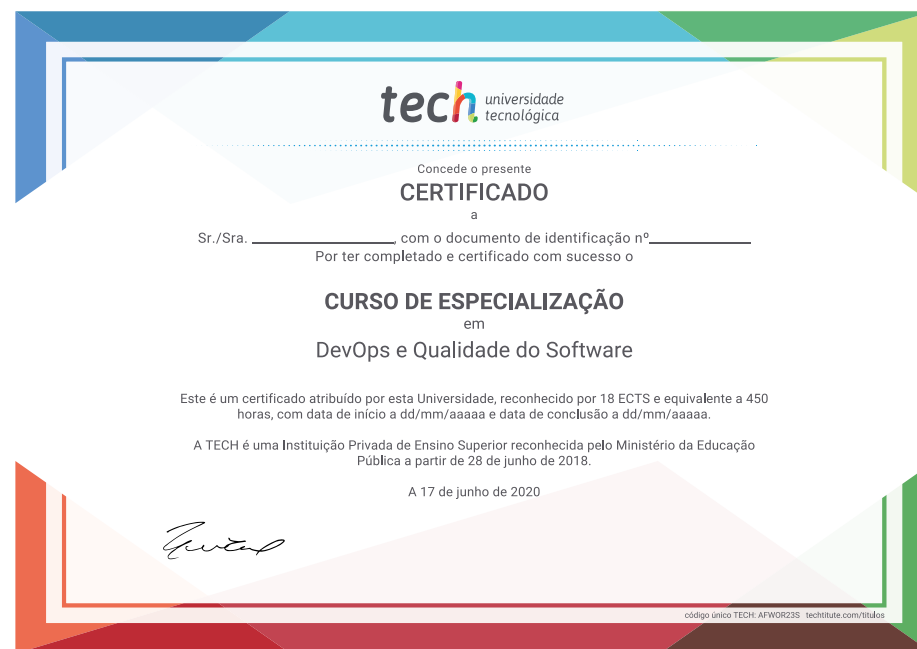 tech universidade
tecnológica
Concede o presente
CERTIFICADO
a
Sr./Sra. ____________________, com o documento de identificação nº______________
Por ter completado e certificado com sucesso o
CURSO DE ESPECIALIZAÇÃO
em
DevOps e Qualidade do Software
Este é um certificado atribuído por esta Universidade, reconhecido por 18 ECTS e equivalente a 450
horas, com data de início a dd/mm/aaaaa e data de conclusão a dd/mm/aaaaa.
A TECH é uma Instituição Privada de Ensino Superior reconhecida pelo Ministério da Educação
Pública a partir de 28 de junho de 2018.
A 17 de junho de 2020
código único TECH: AFWOR23S techtitute.com/titulos